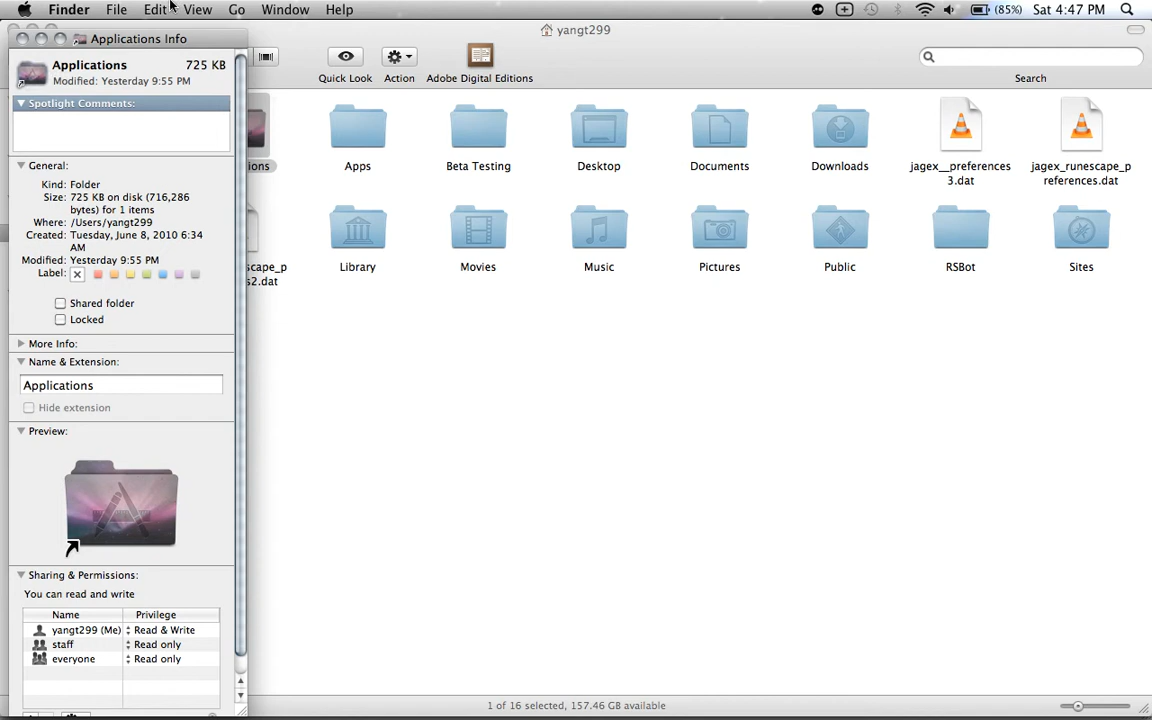 Finder File Edit View Go Window Help (85%) Sat 4:47 PM
Applications Info
yangt299
Applications 725 KB
Modified: Yesterday 9:55 PM
Quick Look Action Adobe Digital Editions Search
Spotlight Comments:
General:
Kind: Folder
Size: 725 KB on disk (716,286
bytes) for 1 items
Where: /Users/yangt299
Created: Tuesday, June 8, 2010 6:34
AM
Modified: Yesterday 9:55 PM
Label:
Shared folder
Locked
More Info:
Name & Extension:
Applications
Hide extension
Preview:
Sharing & Permissions:
You can read and write
Name Privilege
yangt299 (Me) Read & Write
staff Read only
everyone Read only
ions Apps Beta Testing Desktop Documents Downloads jagex__preferences jagex_runescape_p
3.dat references.dat
scape_p Library Movies Music Pictures Public RSBot Sites
s2.dat
1 of 16 selected, 157.46 GB available